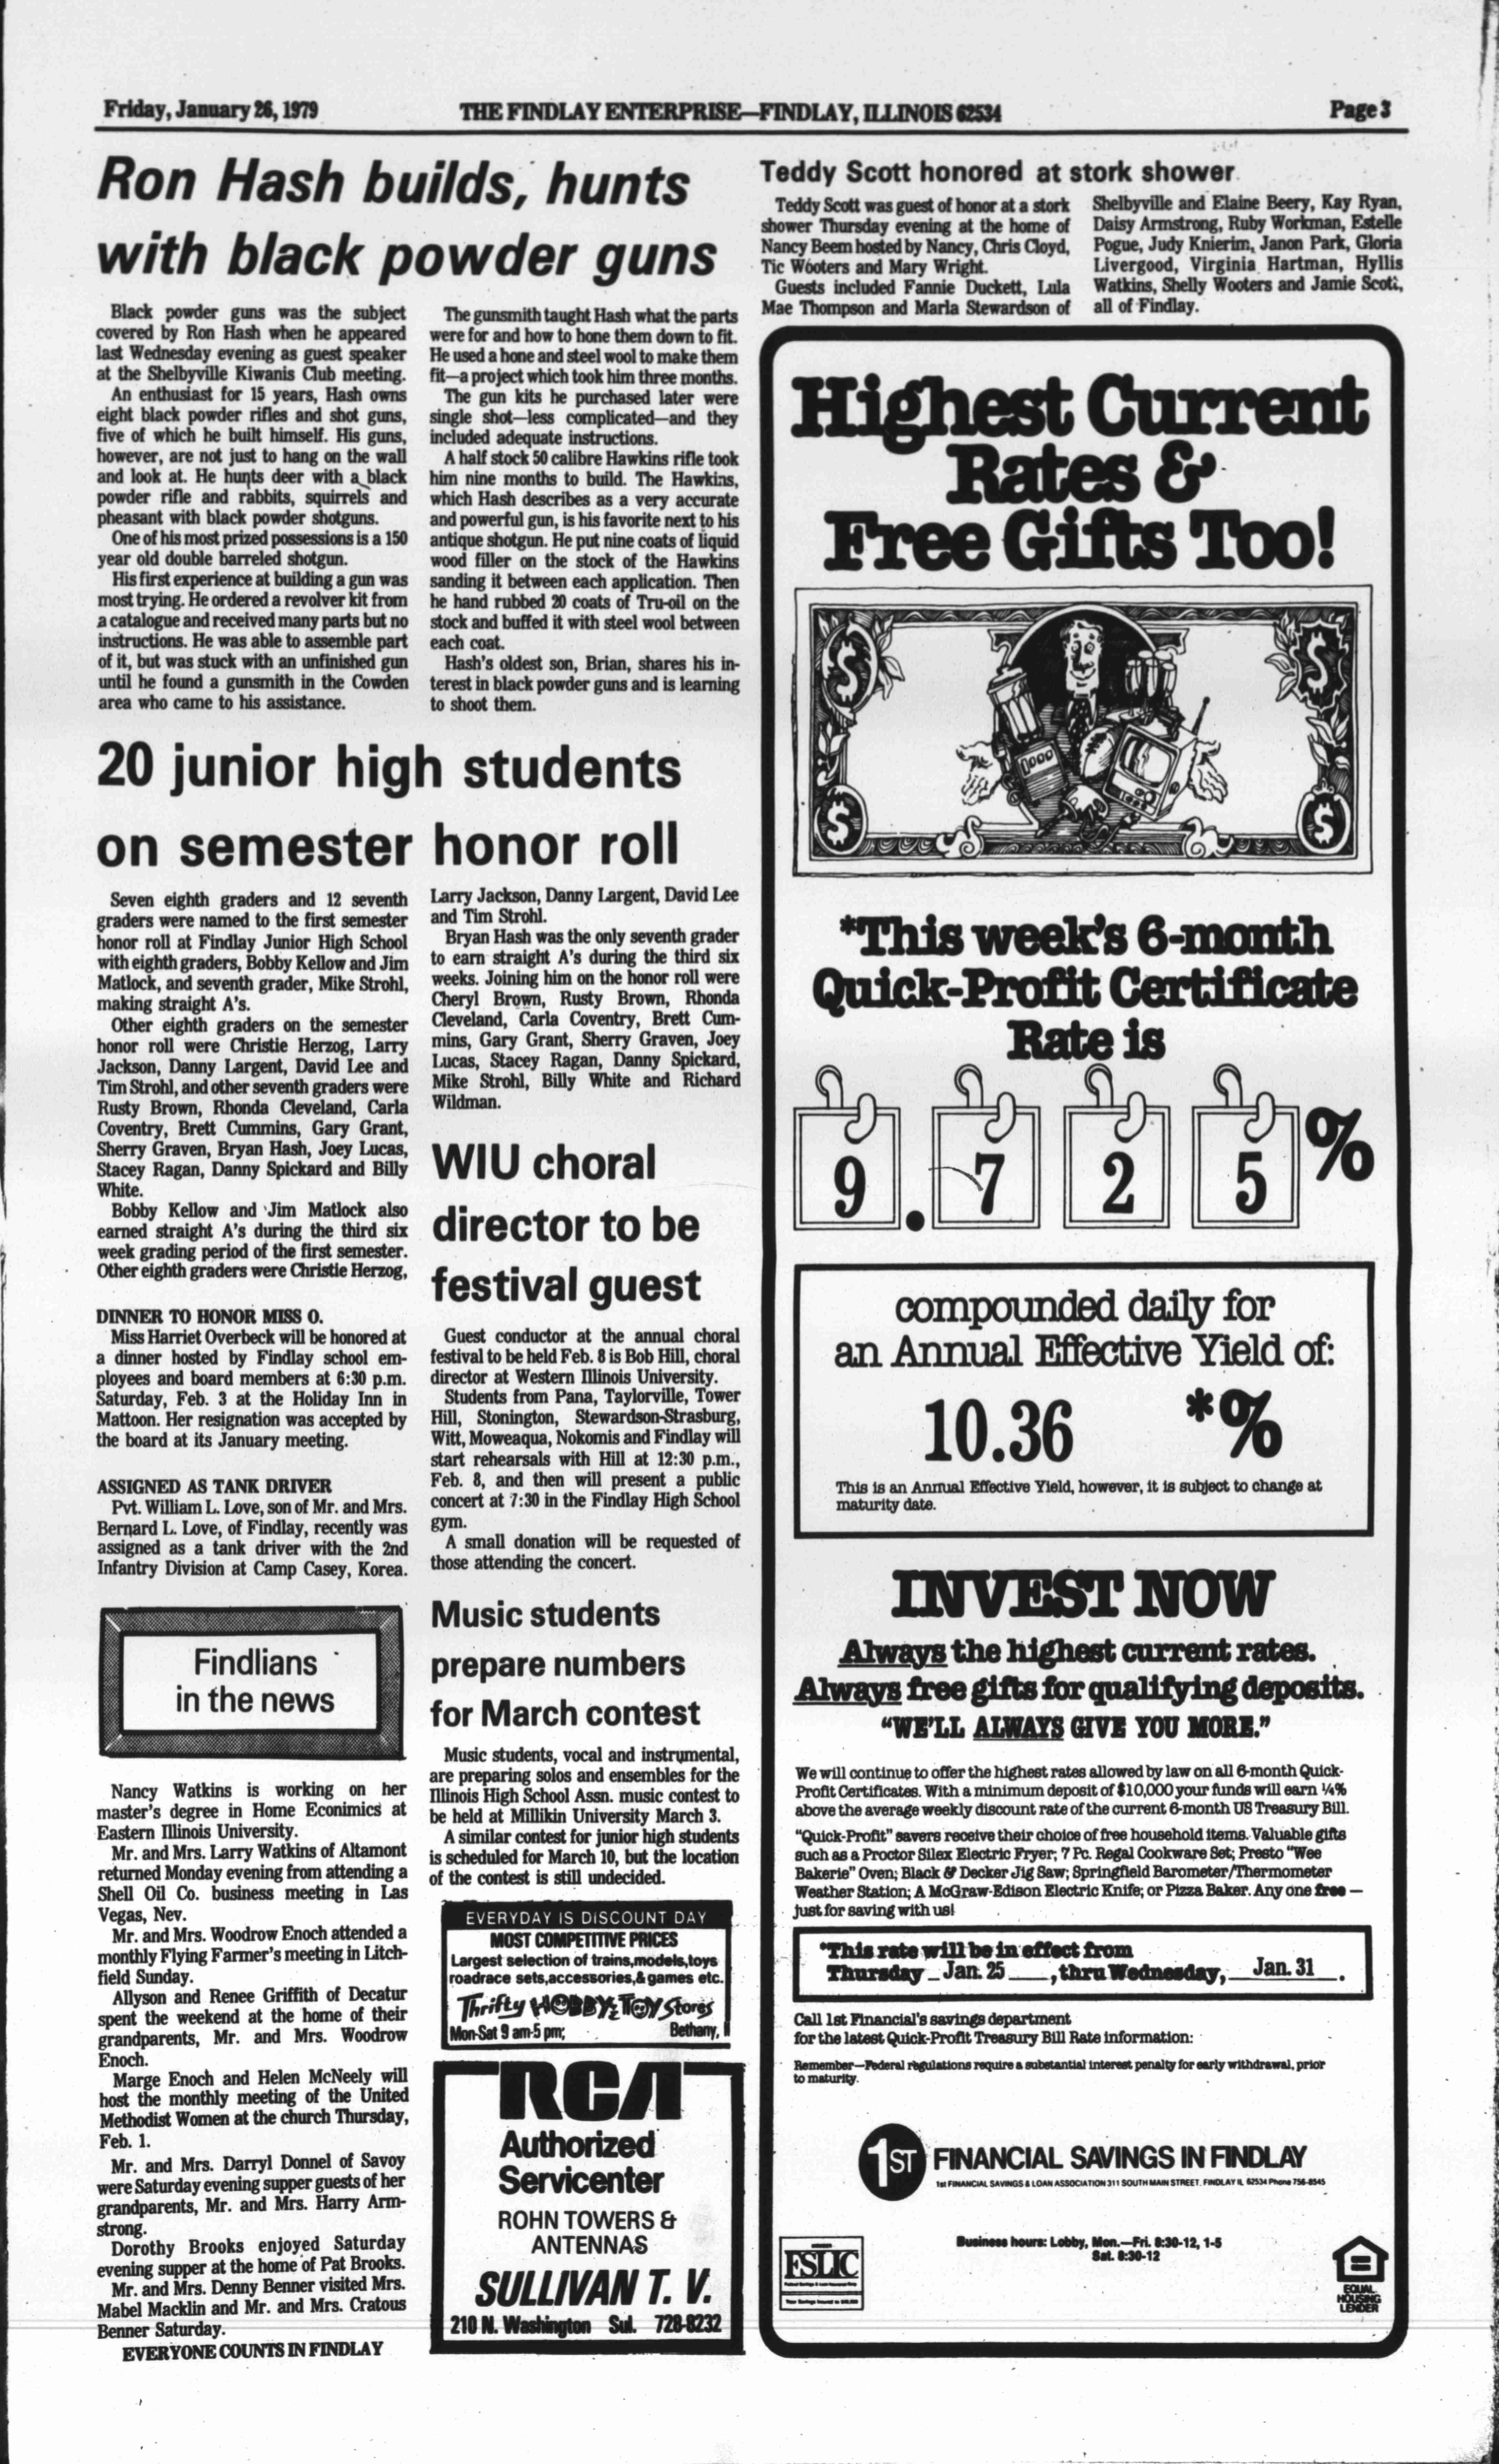 Friday, January 26, 1979
THE FINDLAY ENTERPRISE—FINDLAY, ILLINOIS 62534
Page 3
Ron Hash builds, hunts
with black powder guns
Black powder guns was the subject
covered by Ron Hash when he appeared
last Wednesday evening as guest speaker
at the Shelbyville Kiwanis Club meeting.
An enthusiast for 15 years, Hash owns
eight black powder rifles and shot guns,
five of which he built himself. His guns,
however, are not just to hang on the wall
and look at. He hunts deer with a black
powder rifle and rabbits, squirrels and
pheasant with black powder shotguns.
One of his most prized possessions is a 150
year old double barreled shotgun.
His first experience at building a gun was
most trying. He ordered a revolver kit from
a catalogue and received many parts but no
instructions. He was able to assemble part
of it, but was stuck with an unfinished gun
until he found a gunsmith in the Cowden
area who came to his assistance.
The gunsmith taught Hash what the parts
were for and how to hone them down to fit.
He used a hone and steel wool to make them
fit—a project which took him three months.
The gun kits he purchased later were
single shot—less complicated—and they
included adequate instructions.
A half stock 50 calibre Hawkins rifle took
him nine months to build. The Hawkins,
which Hash describes as a very accurate
and powerful gun, is his favorite next to his
antique shotgun. He put nine coats of liquid
wood filler on the stock of the Hawkins
sanding it between each application. Then
he hand rubbed 20 coats of Tru-oil on the
stock and buffed it with steel wool between
each coat.
Hash's oldest son, Brian, shares his in-
terest in black powder guns and is learning
to shoot them.
20 junior high students
on semester honor roll
Seven eighth graders and 12 seventh
graders were named to the first semester
honor roll at Findlay Junior High School
with eighth graders, Bobby Kellow and Jim
Matlock, and seventh grader, Mike Strohl,
making straight A's.
Other eighth graders on the semester
honor roll were Christie Herzog, Larry
Jackson, Danny Largent, David Lee and
Tim Strohl, and other seventh graders were
Rusty Brown, Rhonda Cleveland, Carla
Coventry, Brett Cummins, Gary Grant,
Sherry Graven, Bryan Hash, Joey Lucas,
Stacey Ragan, Danny Spickard and Billy
White.
Bobby Kellow and Jim Matlock also
earned straight A's during the third six
week grading period of the first semester.
Other eighth graders were Christie Herzog,
Larry Jackson, Danny Largent, David Lee
and Tim Strohl.
Bryan Hash was the only seventh grader
to earn straight A's during the third six
weeks. Joining him on the honor roll were
Cheryl Brown, Rusty Brown, Rhonda
Cleveland, Carla Coventry, Brett Cum-
mins, Gary Grant, Sherry Graven, Joey
Lucas, Stacey Ragan, Danny Spickard,
Mike Strohl, Billy White and Richard
Wildman.
DINNER TO HONOR MISS O.
Miss Harriet Overbeck will be honored at
a dinner hosted by Findlay school em-
ployees and board members at 6:30 p.m.
Saturday, Feb. 3 at the Holiday Inn in
Mattoon. Her resignation was accepted by
the board at its January meeting.
ASSIGNED AS TANK DRIVER
Pvt. William L. Love, son of Mr. and Mrs.
Bernard L. Love, of Findlay, recently was
assigned as a tank driver with the 2nd
Infantry Division at Camp Casey, Korea.
Findlians
in the news
Nancy Watkins is working on her
master's degree in Home Econimics at
Eastern Illinois University.
Mr. and Mrs. Larry Watkins of Altamont
returned Monday evening from attending a
Shell Oil Co. business meeting in Las
Vegas, Nev.
Mr. and Mrs. Woodrow Enoch attended a
monthly Flying Farmer's meeting in Litch-
field Sunday.
Allyson and Renee Griffith of Decatur
spent the weekend at the home of their
grandparents, Mr. and Mrs. Woodrow
Enoch.
Marge Enoch and Helen McNeely will
host the monthly meeting of the United
Methodist Women at the church Thursday,
Feb. 1.
Mr. and Mrs. Darryl Donnel of Savoy
were Saturday evening supper guests of her
grandparents, Mr. and Mrs. Harry Arm-
strong.
Dorothy Brooks enjoyed Saturday
evening supper at the home of Pat Brooks.
Mr. and Mrs. Denny Benner visited Mrs.
Mabel Macklin and Mr. and Mrs. Cratous
Benner Saturday.
EVERYONE COUNTS IN FINDLAY
WIU choral
director to be
festival guest
Guest conductor at the annual choral
festival to be held Feb. 8 is Bob Hill, choral
director at Western Illinois University.
Students from Pana, Taylorville, Tower
Hill, Stonington, Stewardson-Strasburg,
Witt, Moweaqua, Nokomis and Findlay will
start rehearsals with Hill at 12:30 p.m.,
Feb. 8, and then will present a public
concert at 7:30 in the Findlay High School
gym.
A small donation will be requested of
those attending the concert.
Music students
prepare numbers
for March contest
Music students, vocal and instrumental,
are preparing solos and ensembles for the
Illinois High School Assn. music contest to
be held at Millikin University March 3.
A similar contest for junior high students
is scheduled for March 10, but the location
of the contest is still undecided.
EVERYDAY IS DISCOUNT DAY
MOST COMPETITIVE PRICES
Largest selection of trains,models,toys
roadrace sets,accessories,& games etc.
Thrifty HOBBY & TOY Stores
Mon-Sat 9 am-5 pm; Bethany,
RCA
Authorized
Servicenter
ROHN TOWERS &
ANTENNAS
SULLIVAN T. V.
210 N. Washington Sul. 728-8232
Teddy Scott honored at stork shower
Teddy Scott was guest of honor at a stork
shower Thursday evening at the home of
Nancy Beem hosted by Nancy, Chris Cloyd,
Tic Wooters and Mary Wright.
Guests included Fannie Duckett, Lula
Mae Thompson and Marla Stewardson of
Shelbyville and Elaine Beery, Kay Ryan,
Daisy Armstrong, Ruby Workman, Estelle
Pogue, Judy Knierim, Janon Park, Gloria
Livergood, Virginia Hartman, Hyllis
Watkins, Shelly Wooters and Jamie Scott,
all of Findlay.
Highest Current
Rates &
Free Gifts Too!
$ $
$ $
*This week's 6-month
Quick-Profit Certificate
Rate is
9.725%
compounded daily for
an Annual Effective Yield of:
10.36 *%
This is an Annual Effective Yield, however, it is subject to change at
maturity date.
INVEST NOW
Always the highest current rates.
Always free gifts for qualifying deposits.
"WE'LL ALWAYS GIVE YOU MORE."
We will continue to offer the highest rates allowed by law on all 6-month Quick-
Profit Certificates. With a minimum deposit of $10,000 your funds will earn ¼%
above the average weekly discount rate of the current 6-month US Treasury Bill.
"Quick-Profit" savers receive their choice of free household items. Valuable gifts
such as a Proctor Silex Electric Fryer; 7 Pc. Regal Cookware Set; Presto "Wee
Bakerie" Oven; Black & Decker Jig Saw; Springfield Barometer/Thermometer
Weather Station; A McGraw-Edison Electric Knife; or Pizza Baker. Any one free —
just for saving with us!
*This rate will be in effect from
Thursday Jan. 25, thru Wednesday, Jan. 31.
Call 1st Financial's savings department
for the latest Quick-Profit Treasury Bill Rate information:
Remember—Federal regulations require a substantial interest penalty for early withdrawal, prior
to maturity.
1ST FINANCIAL SAVINGS IN FINDLAY
1st FINANCIAL SAVINGS & LOAN ASSOCIATION 311 SOUTH MAIN STREET, FINDLAY IL 62534 Phone 756-8545
Business hours: Lobby, Mon.—Fri. 8:30-12, 1-5
Sat. 8:30-12
FSLIC
EQUAL
HOUSING
LENDER